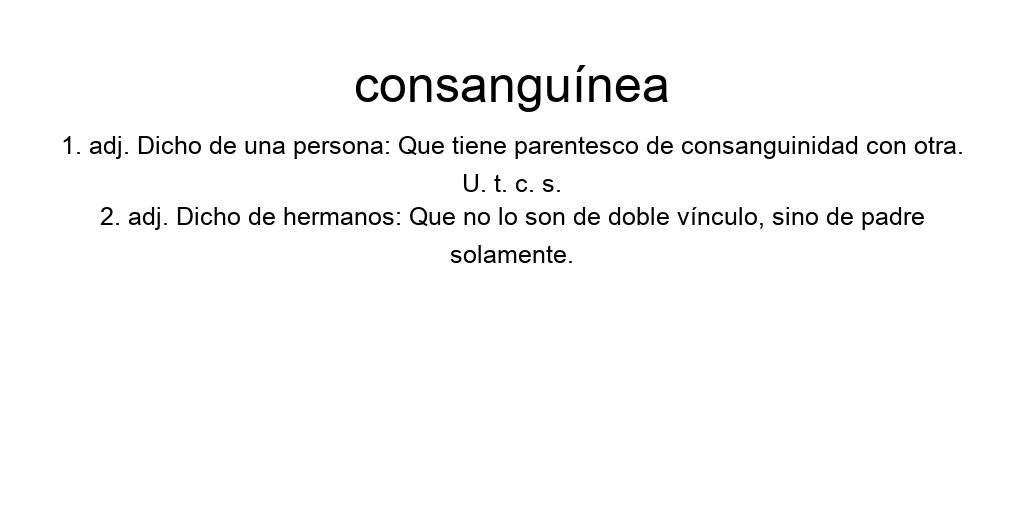 consanguínea
1. adj. Dicho de una persona: Que tiene parentesco de consanguinidad con otra.
U. t. c. s.
2. adj. Dicho de hermanos: Que no lo son de doble vínculo, sino de padre
solamente.